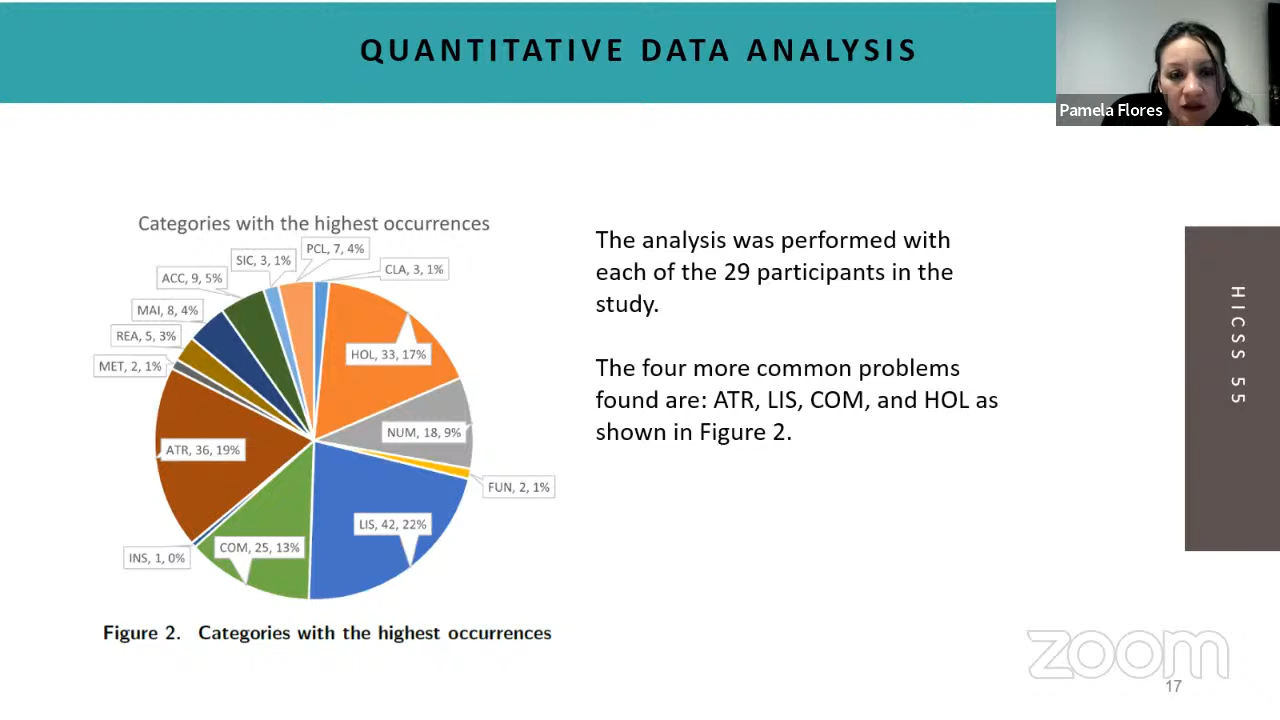 QUANTITATIVE DATA ANALYSIS
Pamela Flores
Categories with the highest occurrences
PCL, 7, 4%
SIC, 3, 1%
CLA, 3, 1%
ACC, 9, 5%
MAI, 8, 4%
REA, 5, 3%
HOL, 33, 17%
MET, 2, 1%
NUM, 18, 9%
ATR, 36, 19%
FUN, 2, 1%
LIS, 42, 22%
COM, 25, 13%
INS, 1, 0%
Figure 2. Categories with the highest occurrences
The analysis was performed with
each of the 29 participants in the
study.
The four more common problems
found are: ATR, LIS, COM, and HOL as
shown in Figure 2.
HICSS 55
zoom
17